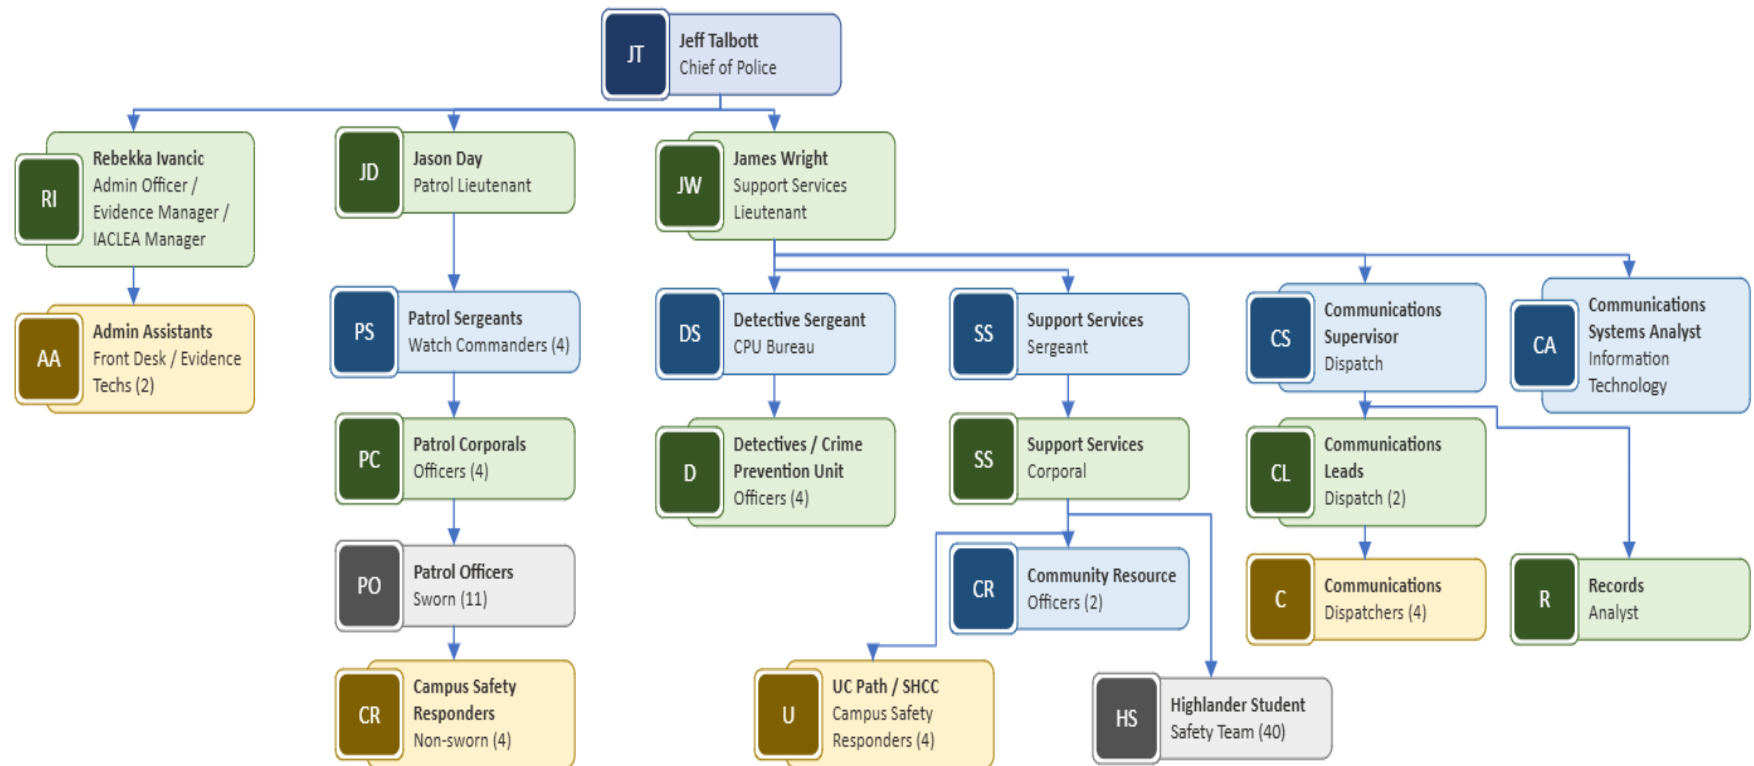 JT
Jeff Talbott
Chief of Police
RI
Rebekka Ivancic
Admin Officer /
Evidence Manager /
IACLEA Manager
JD
Jason Day
Patrol Lieutenant
JW
James Wright
Support Services
Lieutenant
AA
Admin Assistants
Front Desk / Evidence
Techs (2)
PS
Patrol Sergeants
Watch Commanders (4)
DS
Detective Sergeant
CPU Bureau
SS
Support Services
Sergeant
CS
Communications
Supervisor
Dispatch
CA
Communications
Systems Analyst
Information
Technology
PC
Patrol Corporals
Officers (4)
D
Detectives / Crime
Prevention Unit
Officers (4)
SS
Support Services
Corporal
CL
Communications
Leads
Dispatch (2)
PO
Patrol Officers
Sworn (11)
CR
Community Resource
Officers (2)
C
Communications
Dispatchers (4)
R
Records
Analyst
CR
Campus Safety
Responders
Non-sworn (4)
U
UC Path / SHCC
Campus Safety
Responders (4)
HS
Highlander Student
Safety Team (40)